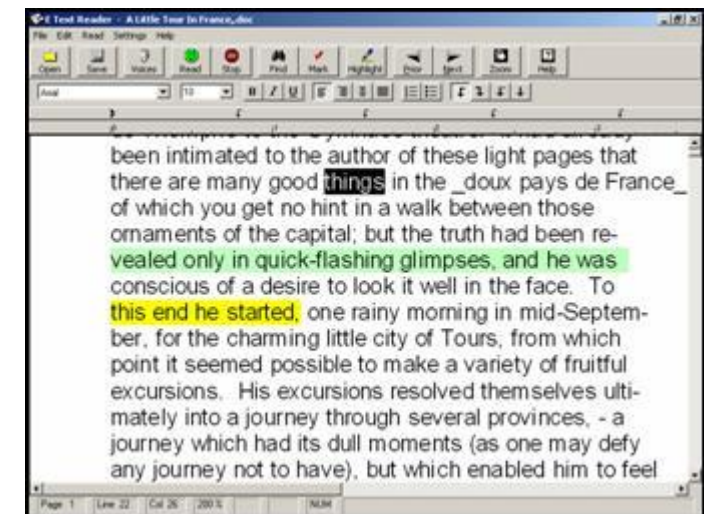 E Text Reader - A Little Tour In France,.doc
File Edit Read Settings Help
Open Save Voices Read Stop Find Mark Highlight Prior Eject Zoom Help
Arial 10 B I U
been intimated to the author of these light pages that
there are many good things in the _doux pays de France_
of which you get no hint in a walk between those
ornaments of the capital; but the truth had been re-
vealed only in quick-flashing glimpses, and he was
conscious of a desire to look it well in the face.  To
this end he started, one rainy morning in mid-Septem-
ber, for the charming little city of Tours, from which
point it seemed possible to make a variety of fruitful
excursions.  His excursions resolved themselves ulti-
mately into a journey through several provinces, - a
journey which had its dull moments (as one may defy
any journey not to have), but which enabled him to feel
Page 1 Line 22 Col 26 200 % NUM